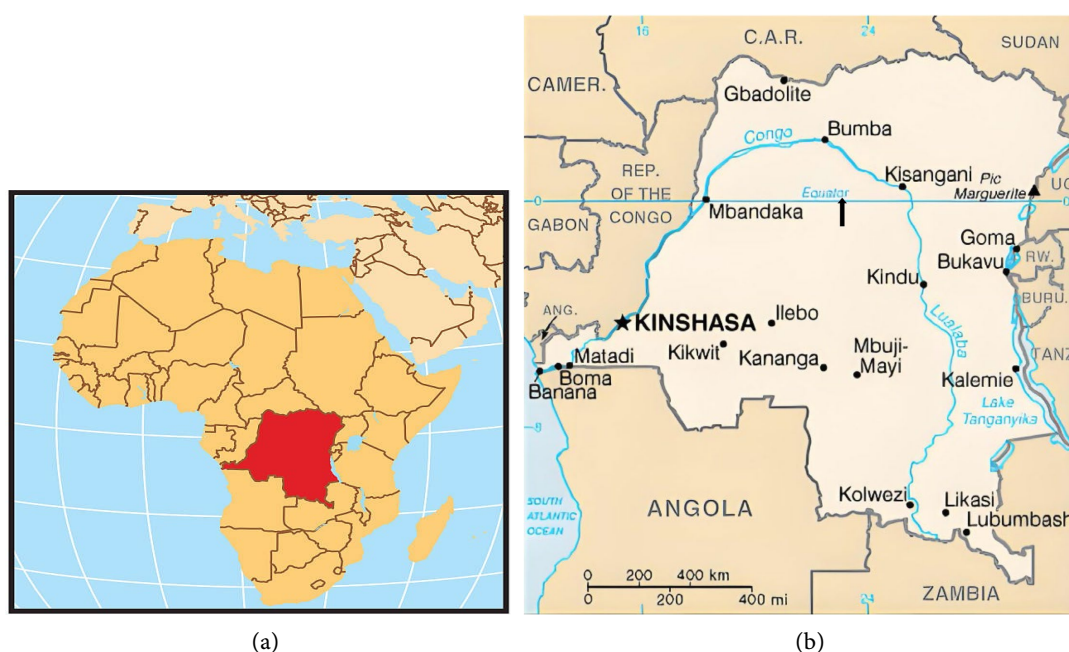 16
24
C.A.R.
SUDAN
CAMER.
Gbadolite
Congo
Bumba
REP.
OF THE
CONGO
Kisangani
Pic
Marguerite
Equator
0
GABON
Mbandaka
Goma
Bukavu
RW.
Kindu
BURU.
ANG.
KINSHASA
Ilebo
Lualaba
TANZ
Matadi
Kikwit
Kananga
Mbuji-
Mayi
Boma
Banana
Kalemie
Lake
Tanganyika
8
SOUTH
ATLANTIC
OCEAN
ANGOLA
Kolwezi
Likasi
Lubumbash
0 200 400 km
0 200 400 mi
24
ZAMBIA
(a)
(b)